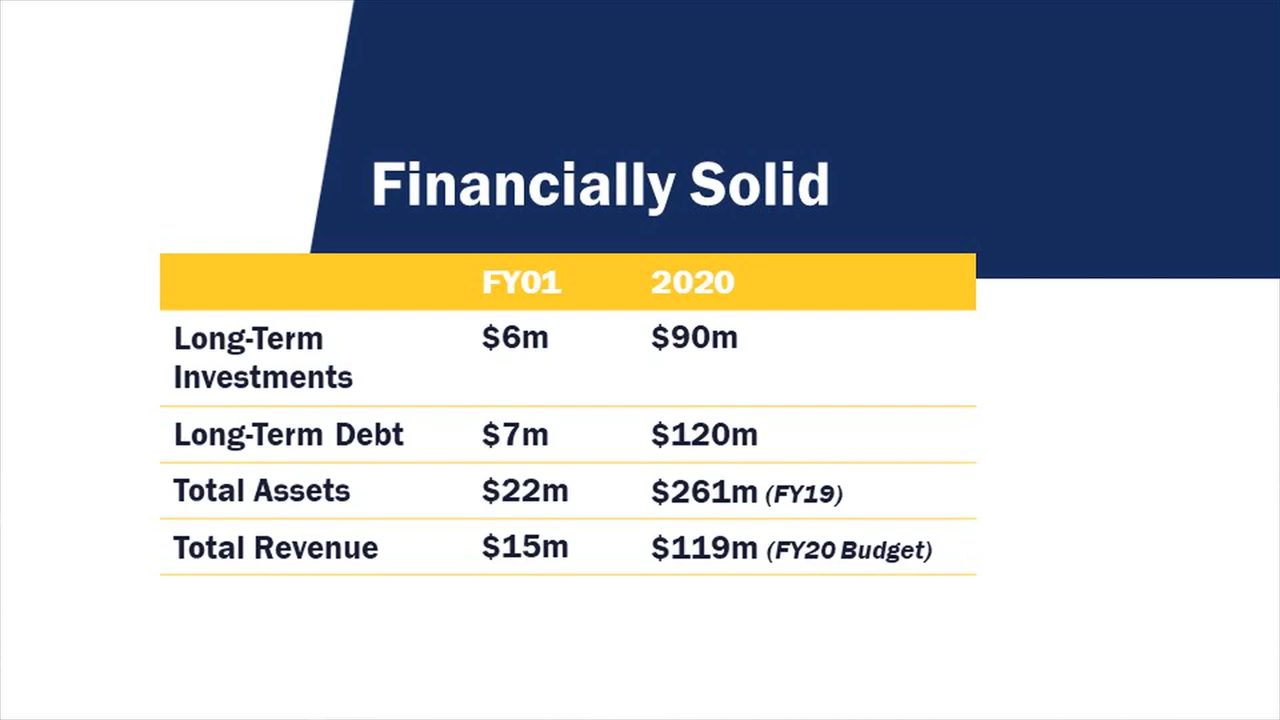 Financially Solid
FY01 2020
Long-Term $6m $90m
Investments
Long-Term Debt $7m $120m
Total Assets $22m $261m (FY19)
Total Revenue $15m $119m (FY20 Budget)